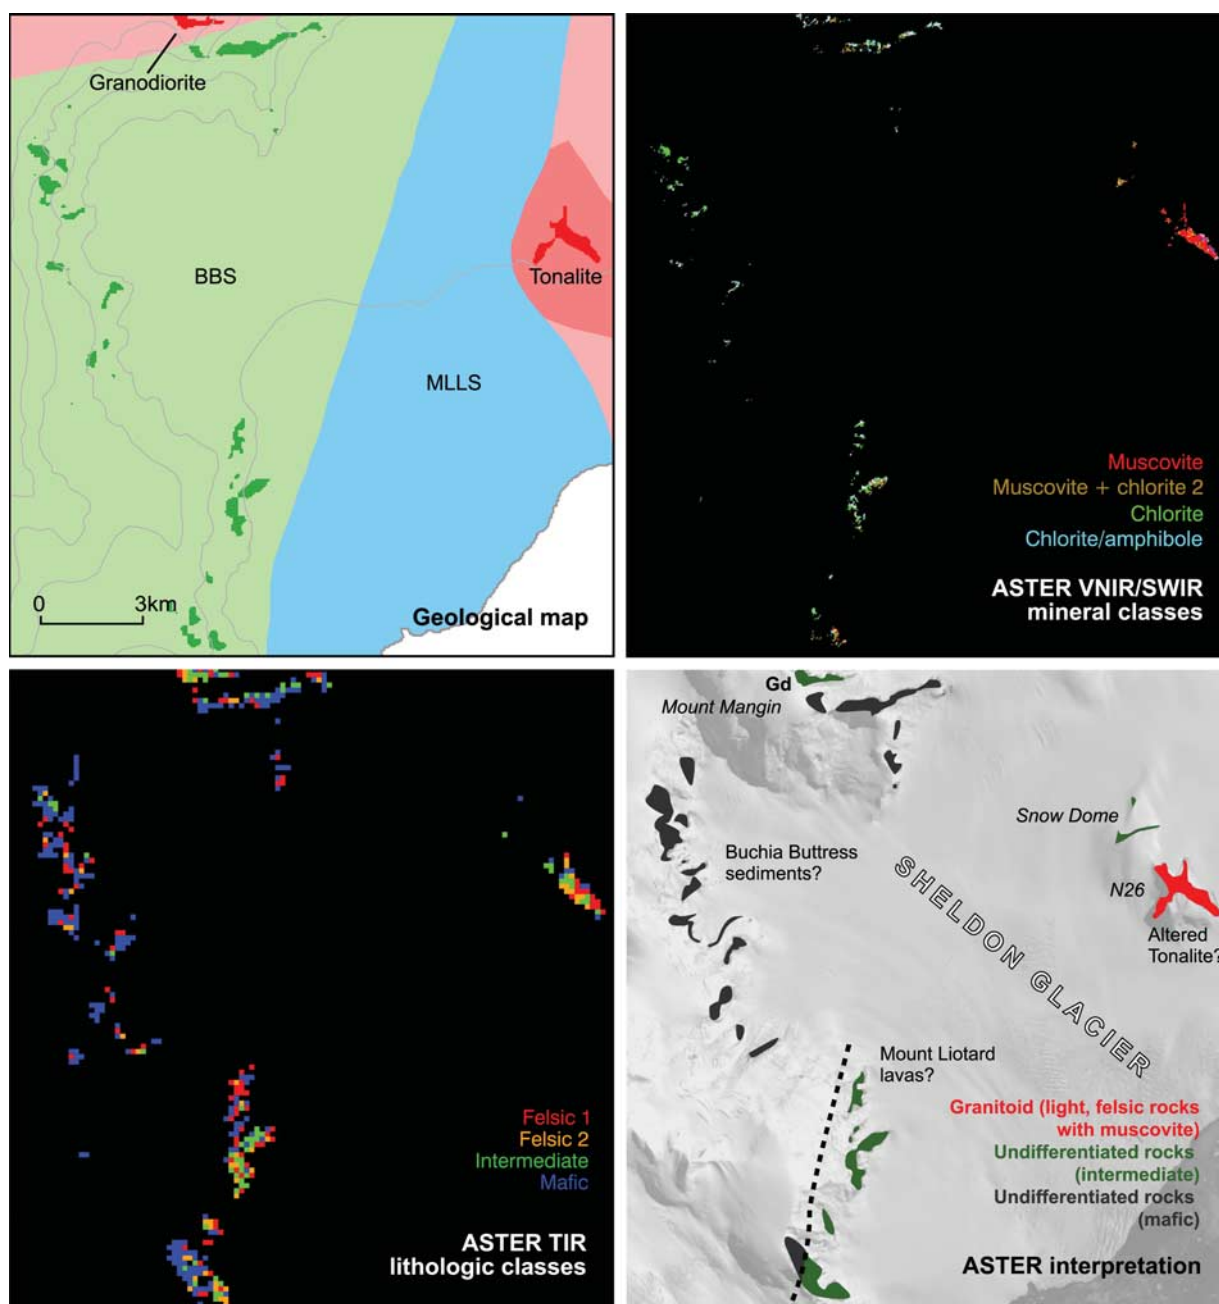 Granodiorite
BBS
Tonalite
MLLS
0 3km
Geological map
Muscovite
Muscovite + chlorite 2
Chlorite
Chlorite/amphibole
ASTER VNIR/SWIR
mineral classes
Felsic 1
Felsic 2
Intermediate
Mafic
ASTER TIR
lithologic classes
Gd
Mount Mangin
Snow Dome
Buchia Buttress
sediments?
SHELDON GLACIER
N26
Altered
Tonalite?
Mount Liotard
lavas?
Granitoid (light, felsic rocks
with muscovite)
Undifferentiated rocks
(intermediate)
Undifferentiated rocks
(mafic)
ASTER interpretation